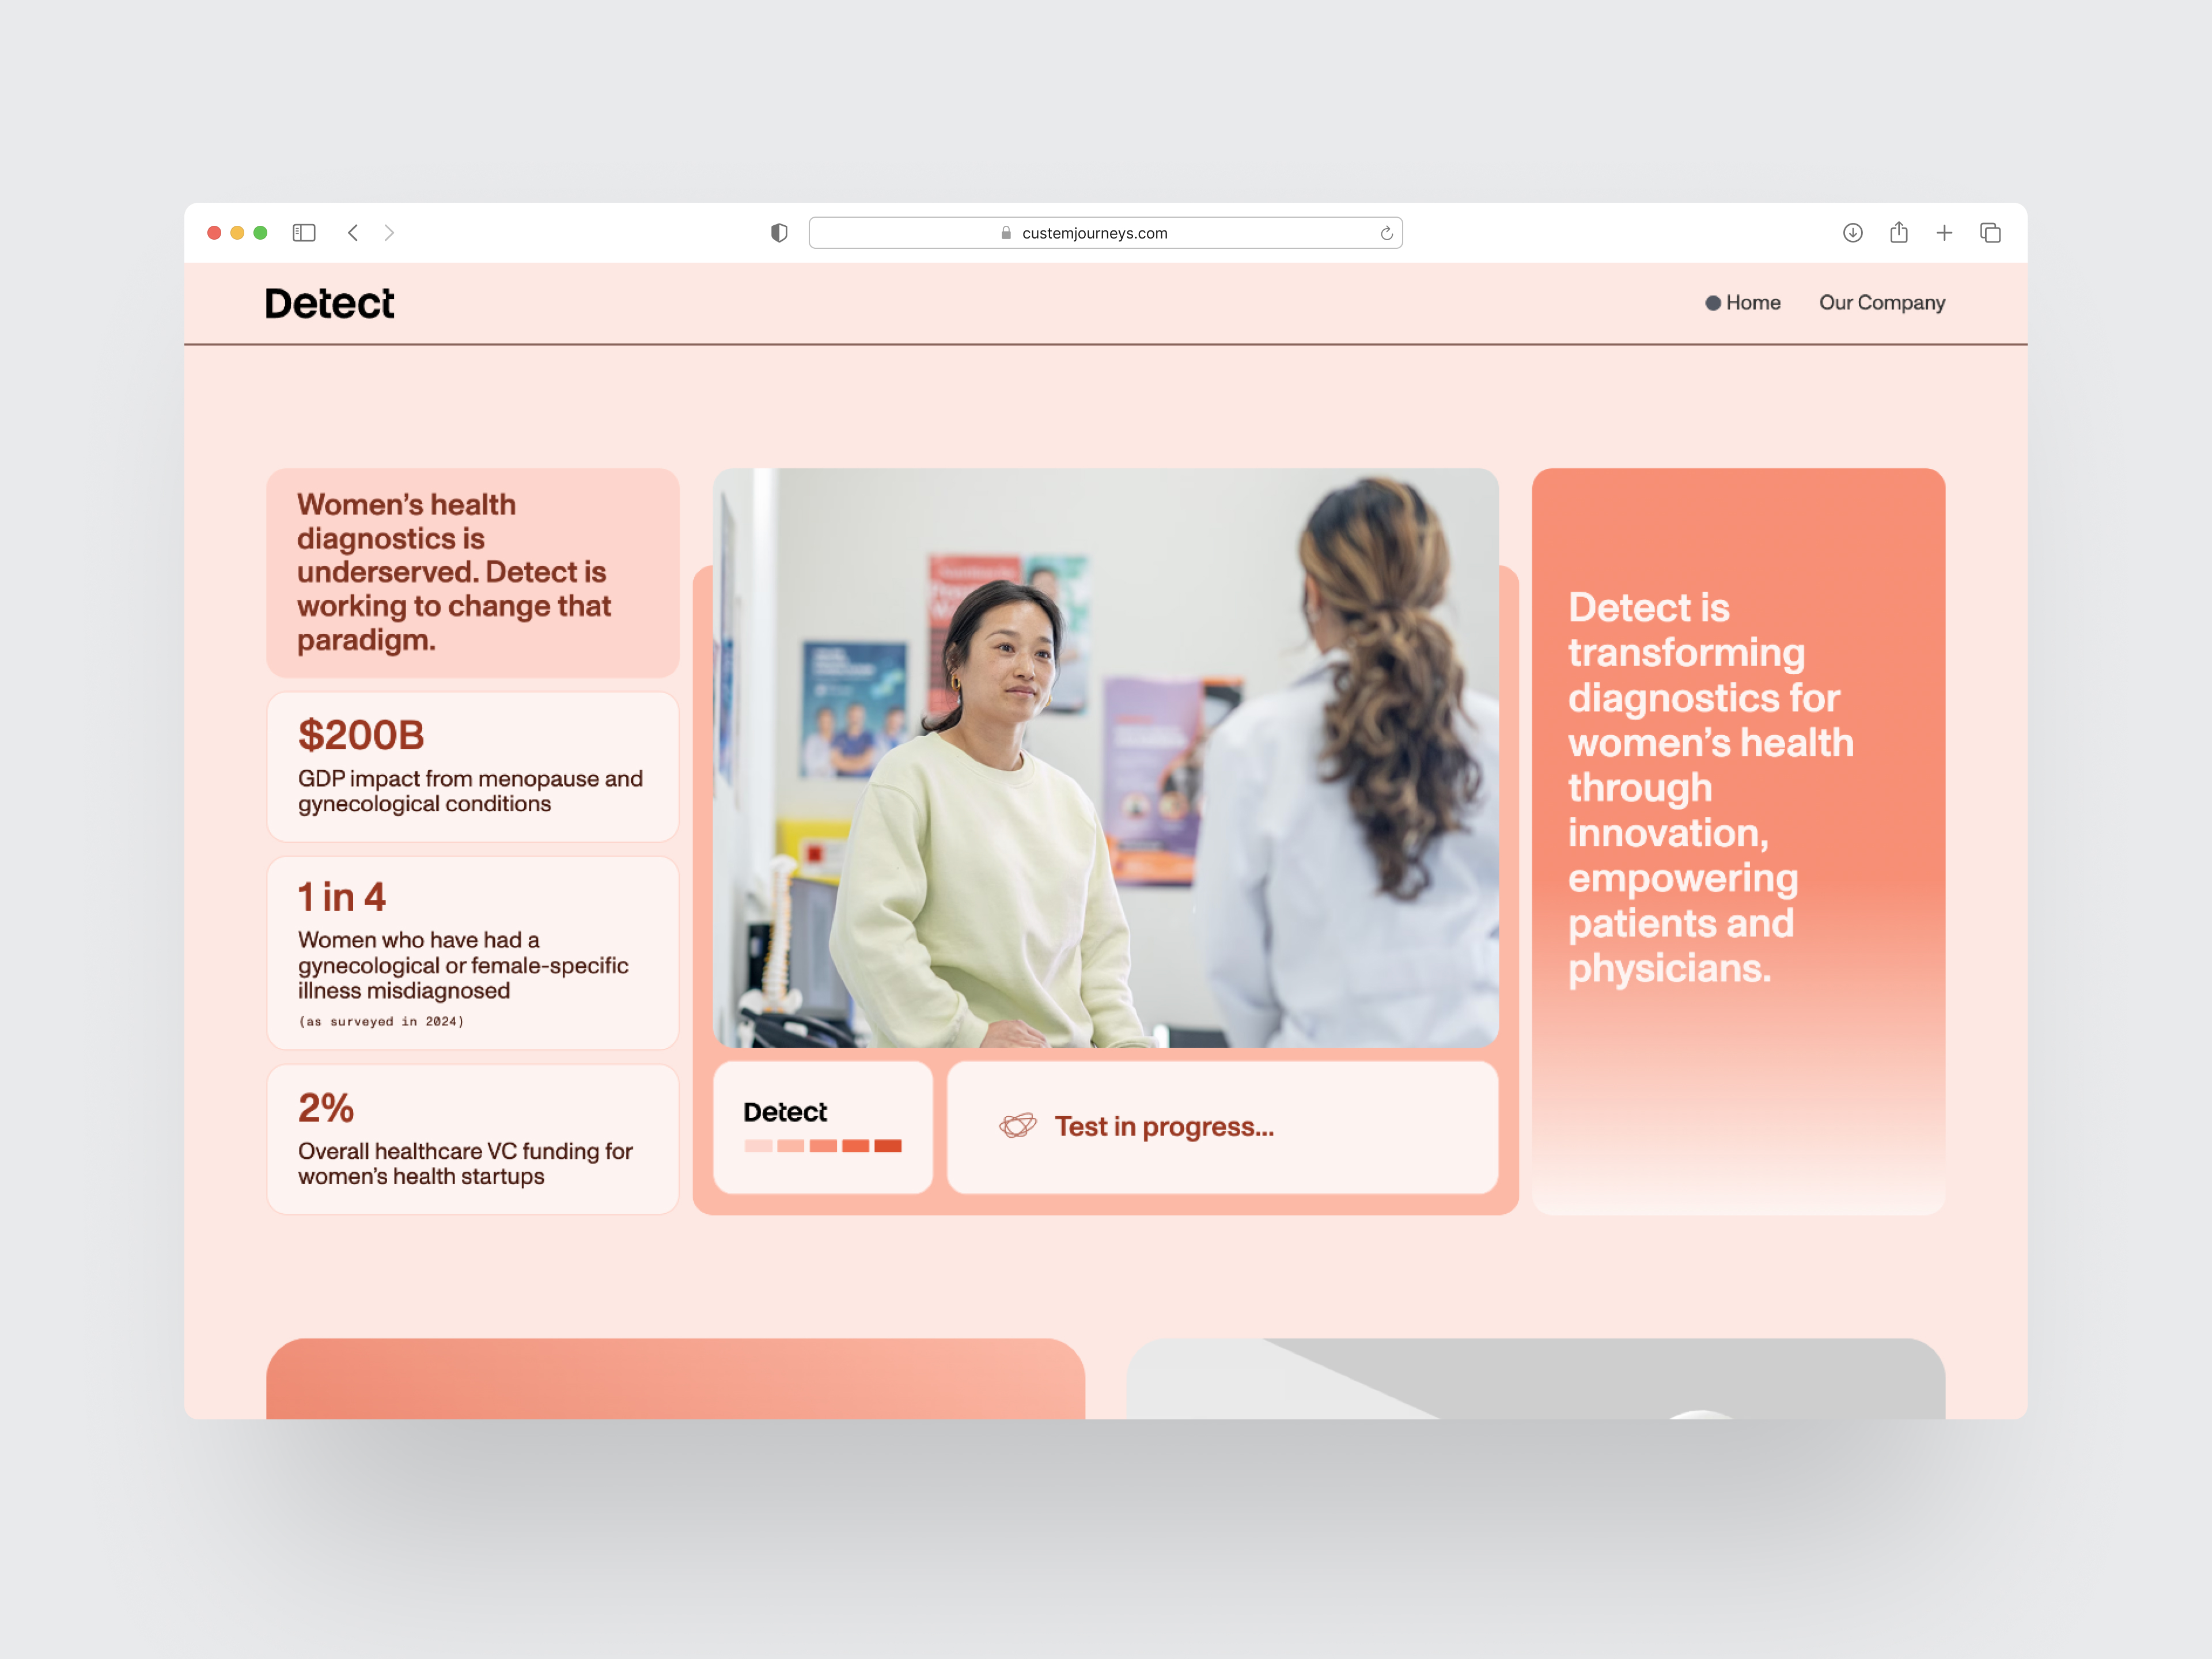 custemjourneys.com
Detect
Home
Our Company
Women’s health
diagnostics is
underserved. Detect is
working to change that
paradigm.
$200B
GDP impact from menopause and
gynecological conditions
1 in 4
Women who have had a
gynecological or female-specific
illness misdiagnosed
(as surveyed in 2024)
2%
Overall healthcare VC funding for
women’s health startups
Detect
Test in progress...
Detect is
transforming
diagnostics for
women’s health
through
innovation,
empowering
patients and
physicians.